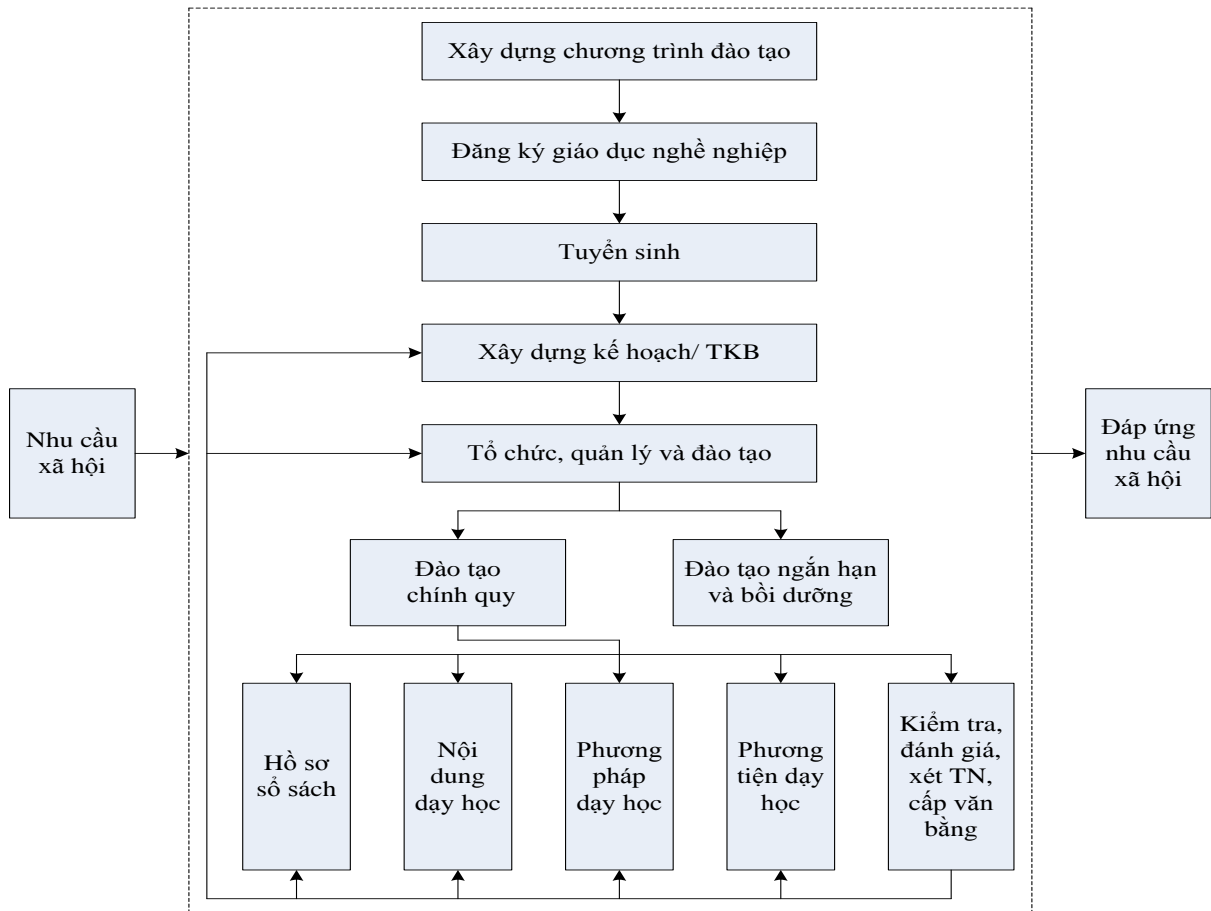 Xây dựng chương trình đào tạo
Đăng ký giáo dục nghề nghiệp
Tuyển sinh
Xây dựng kế hoạch/ TKB
Nhu cầu
xã hội
Tổ chức, quản lý và đào tạo
Đáp ứng
nhu cầu
xã hội
Đào tạo
chính quy
Đào tạo ngắn hạn
và bồi dưỡng
Hồ sơ
sổ sách
Nội
dung
dạy học
Phương
pháp
dạy học
Phương
tiện dạy
học
Kiểm tra,
đánh giá,
xét TN,
cấp văn
bằng